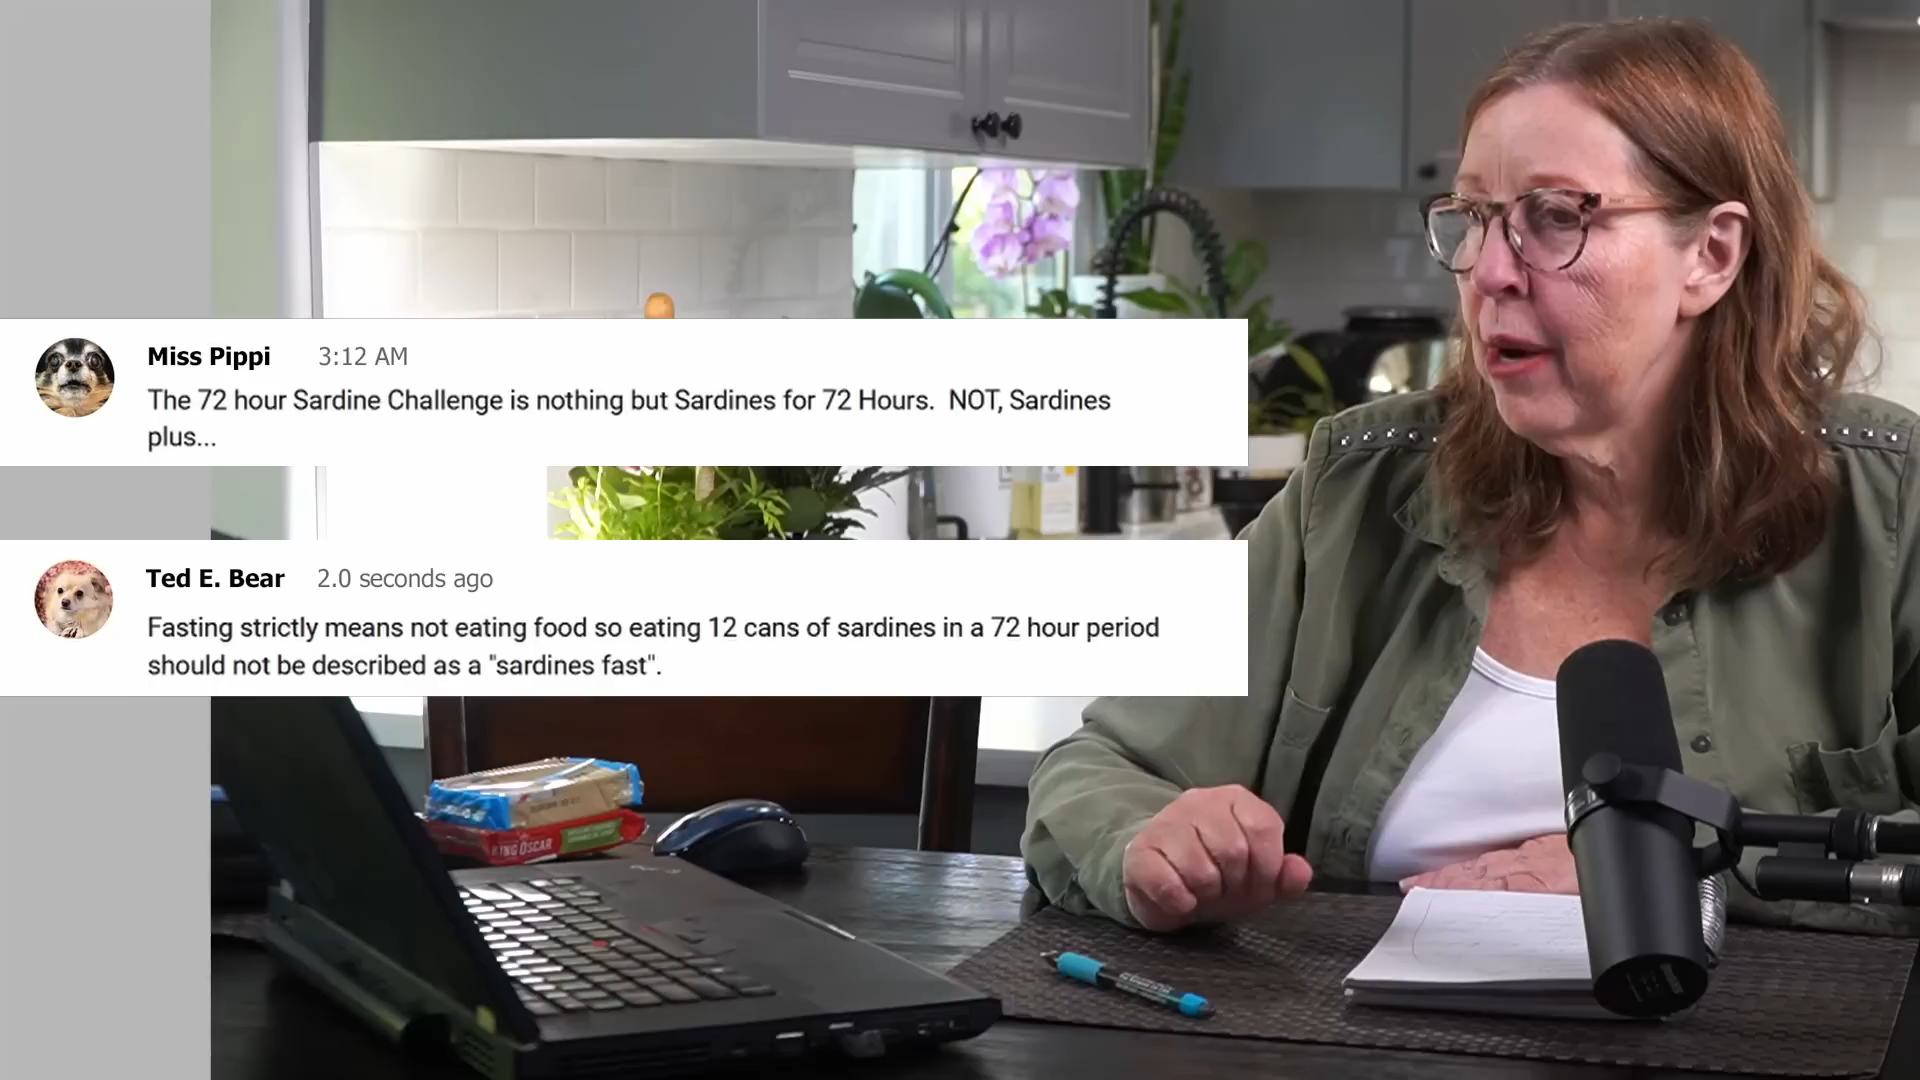 Miss Pippi 3:12 AM
The 72 hour Sardine Challenge is nothing but Sardines for 72 Hours. NOT, Sardines
plus...
Ted E. Bear 2.0 seconds ago
Fasting strictly means not eating food so eating 12 cans of sardines in a 72 hour period
should not be described as a "sardines fast".
KING OSCAR